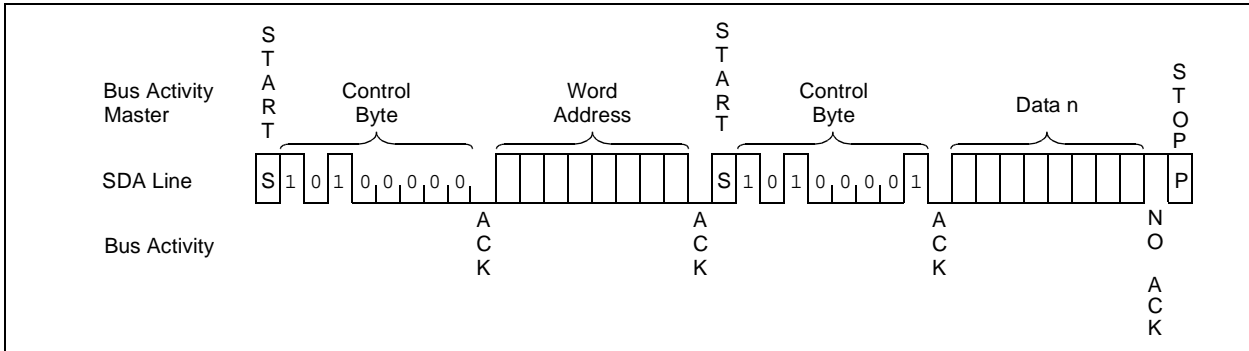 START
START
STOP
Bus Activity
Master
Control
Byte
Word
Address
Control
Byte
Data n
SDA Line
S 1 0 1 0 0 0 0 0 S 1 0 1 0 0 0 0 1 P
Bus Activity
ACK
ACK
ACK
NO ACK